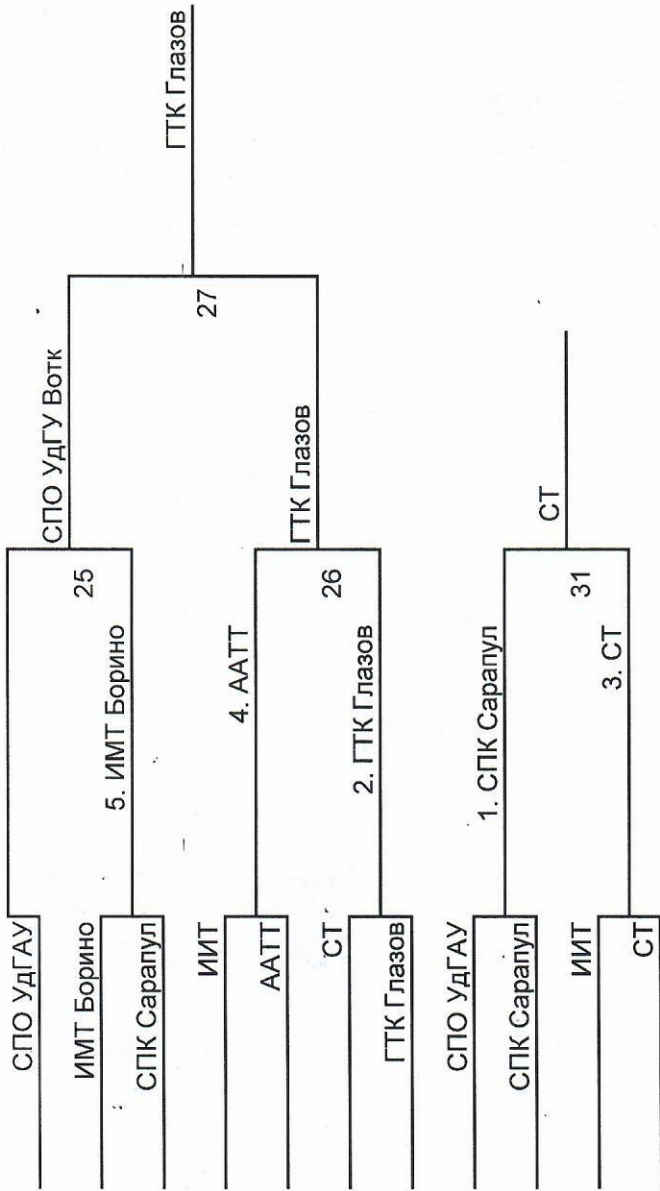 СПО УдГАУ
ИМТ Борино
СПК Сарапул
ИИТ
ААТТ
СТ
ГТК Глазов
СПО УдГАУ
СПК Сарапул
ИИТ
СТ
5. ИМТ Борино
4. ААТТ
2. ГТК Глазов
1. СПК Сарапул
3. СТ
25
26
31
СПО УдГУ Вотк
ГТК Глазов
СТ
27
ГТК Глазов